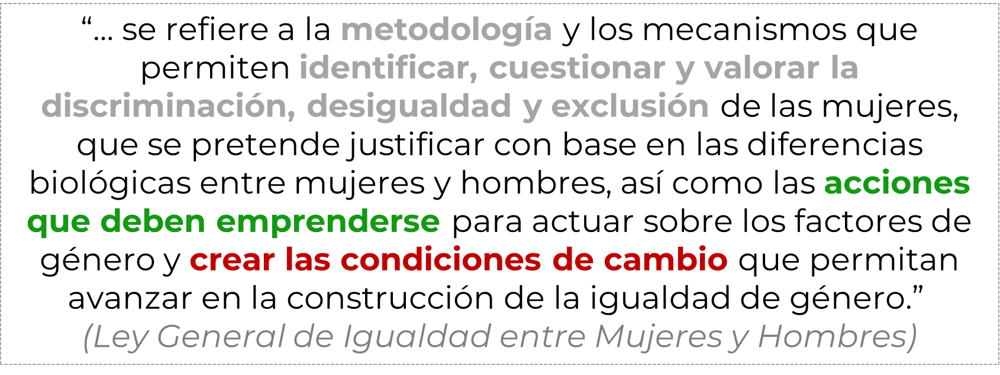 “... se refiere a la metodología y los mecanismos que
permiten identificar, cuestionar y valorar la
discriminación, desigualdad y exclusión de las mujeres,
que se pretende justificar con base en las diferencias
biológicas entre mujeres y hombres, así como las acciones
que deben emprenderse para actuar sobre los factores de
género y crear las condiciones de cambio que permitan
avanzar en la construcción de la igualdad de género.”
(Ley General de Igualdad entre Mujeres y Hombres)